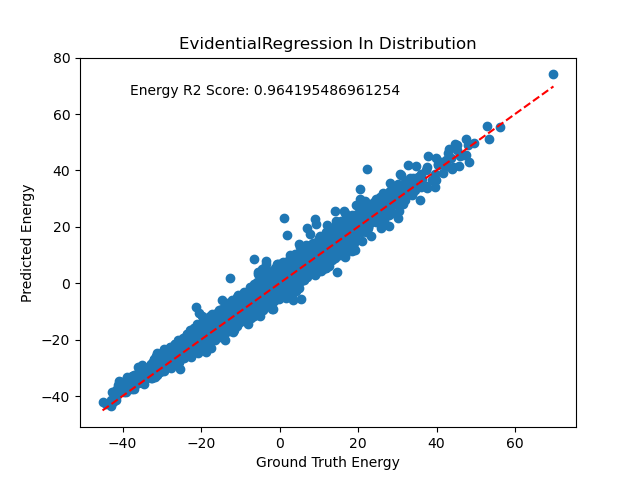 EvidentialRegression In Distribution
Energy R2 Score: 0.964195486961254
80
60
40
20
0
−20
−40
Predicted Energy
−40 −20 0 20 40 60
Ground Truth Energy